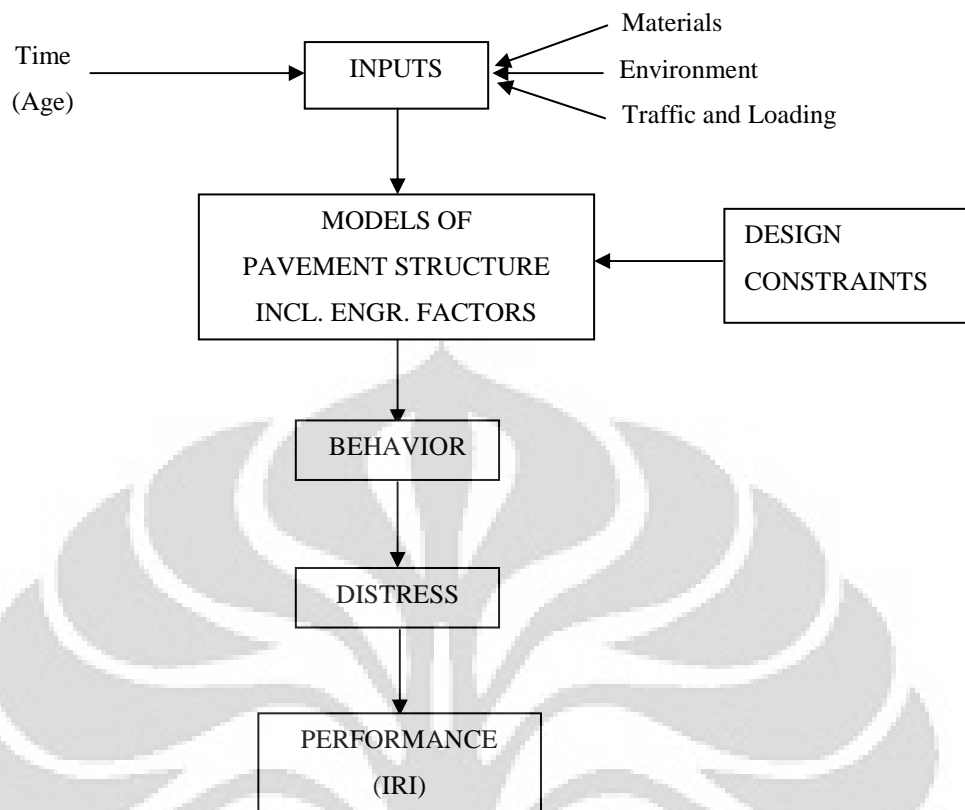 Time
(Age)
INPUTS
Materials
Environment
Traffic and Loading
MODELS OF
PAVEMENT STRUCTURE
INCL. ENGR. FACTORS
DESIGN
CONSTRAINTS
BEHAVIOR
DISTRESS
PERFORMANCE
(IRI)